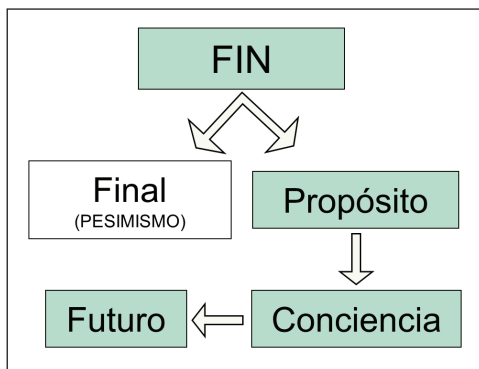 FIN
Final
(PESIMISMO)
Propósito
Futuro
Conciencia